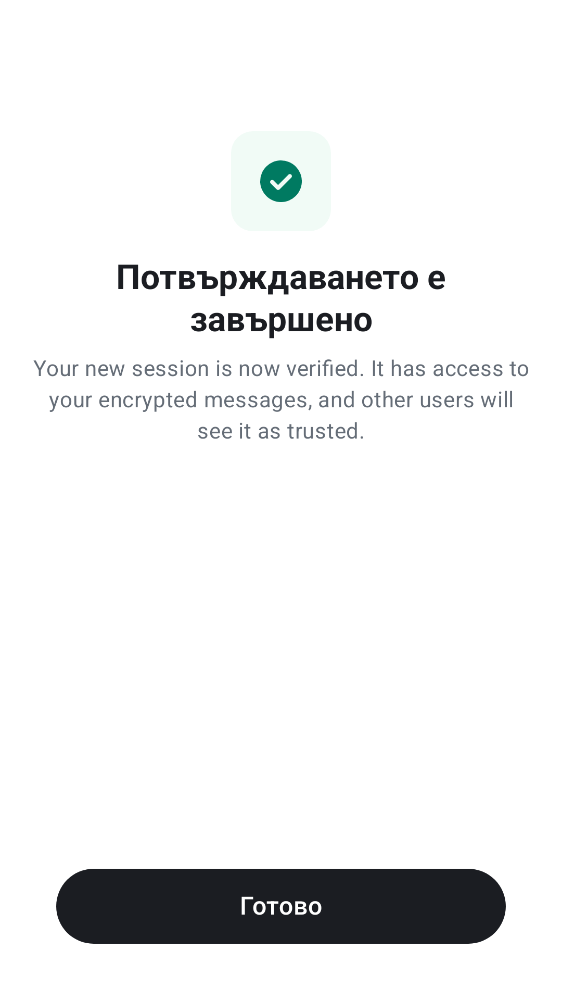 Потвърждаването е
завършено
Your new session is now verified. It has access to
your encrypted messages, and other users will
see it as trusted.
Готово